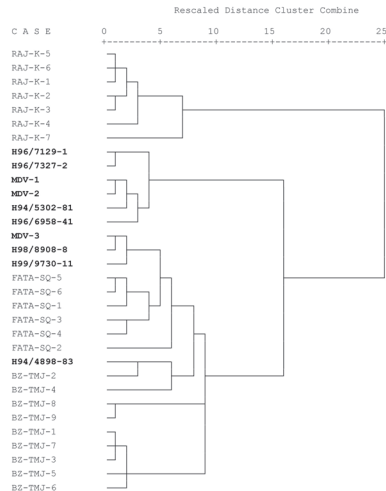 Rescaled Distance Cluster Combine
C A S E
0 5 10 15 20 25
RAJ-K-5
RAJ-K-6
RAJ-K-1
RAJ-K-2
RAJ-K-3
RAJ-K-4
RAJ-K-7
H96/7129-1
H96/7327-2
MDV-1
MDV-2
H94/5302-81
H96/6958-41
MDV-3
H98/8908-8
H99/9730-11
FATA-SQ-5
FATA-SQ-6
FATA-SQ-1
FATA-SQ-3
FATA-SQ-4
FATA-SQ-2
H94/4898-83
BZ-TMJ-2
BZ-TMJ-4
BZ-TMJ-8
BZ-TMJ-9
BZ-TMJ-1
BZ-TMJ-7
BZ-TMJ-3
BZ-TMJ-5
BZ-TMJ-6